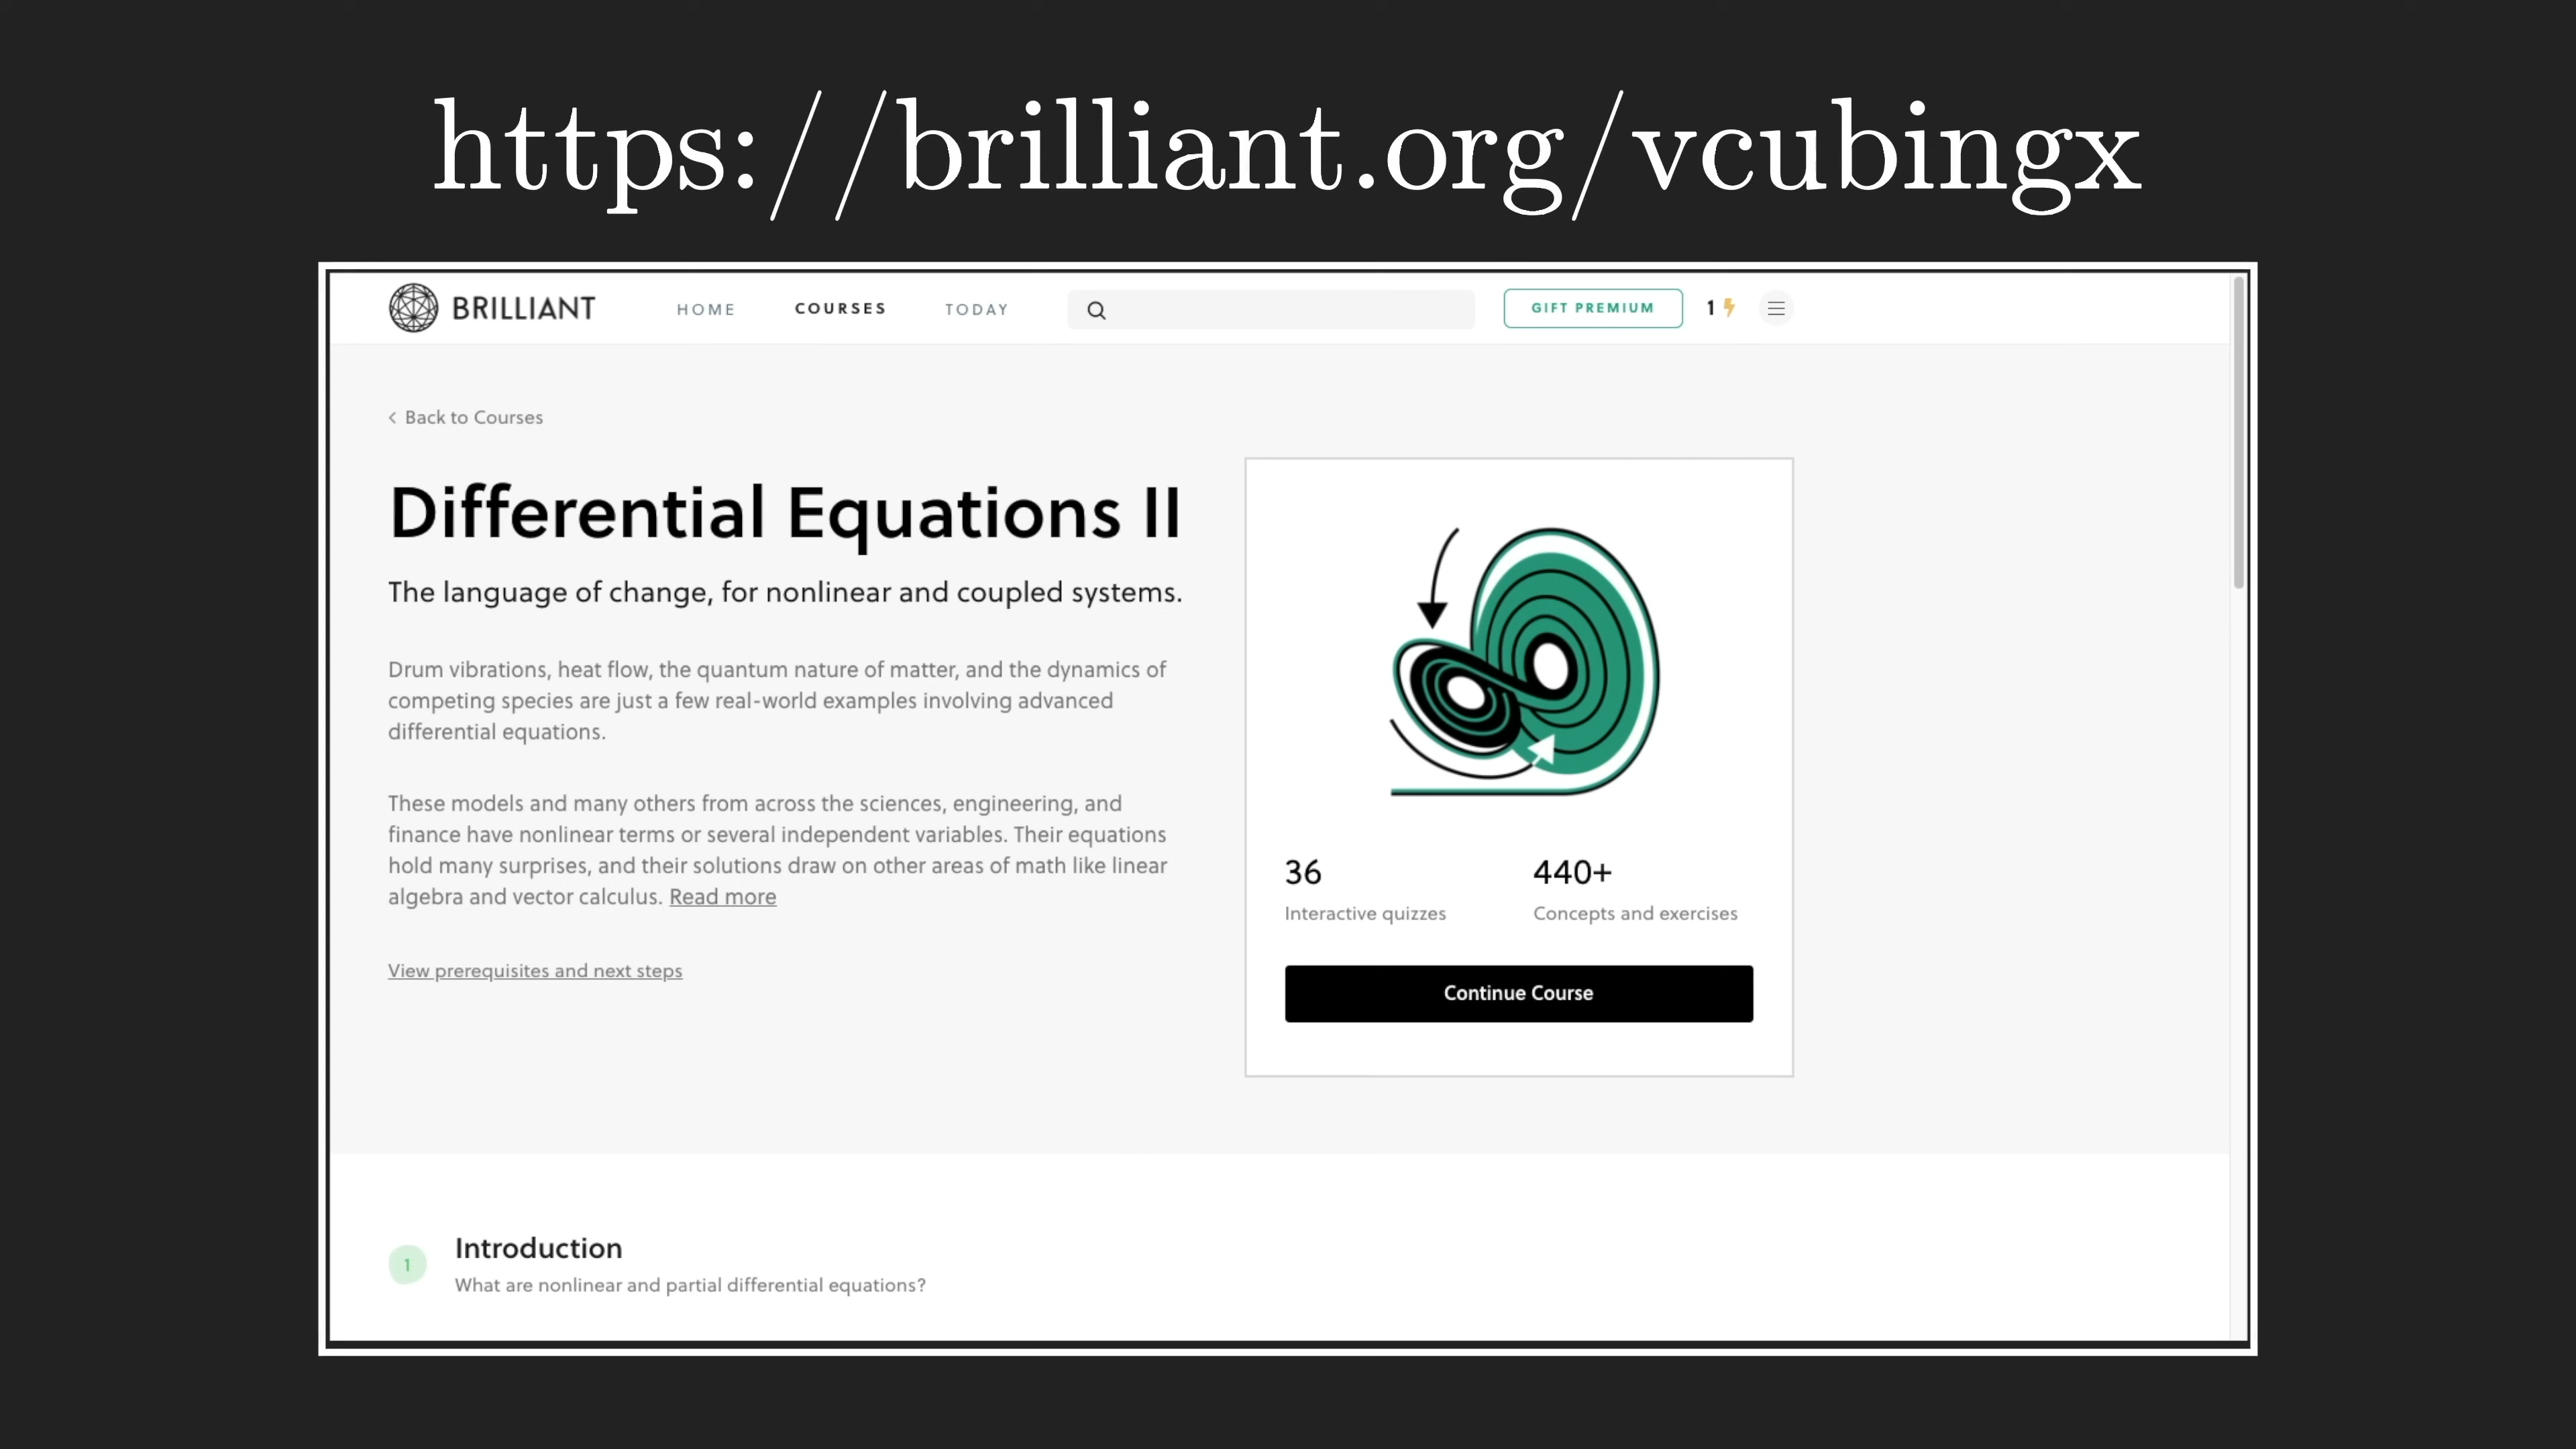 https://brilliant.org/vcubingx
BRILLIANT HOME COURSES TODAY GIFT PREMIUM 1
< Back to Courses
Differential Equations II
The language of change, for nonlinear and coupled systems.
Drum vibrations, heat flow, the quantum nature of matter, and the dynamics of
competing species are just a few real-world examples involving advanced
differential equations.
These models and many others from across the sciences, engineering, and
finance have nonlinear terms or several independent variables. Their equations
hold many surprises, and their solutions draw on other areas of math like linear
algebra and vector calculus. Read more
View prerequisites and next steps
36
Interactive quizzes
440+
Concepts and exercises
Continue Course
1
Introduction
What are nonlinear and partial differential equations?